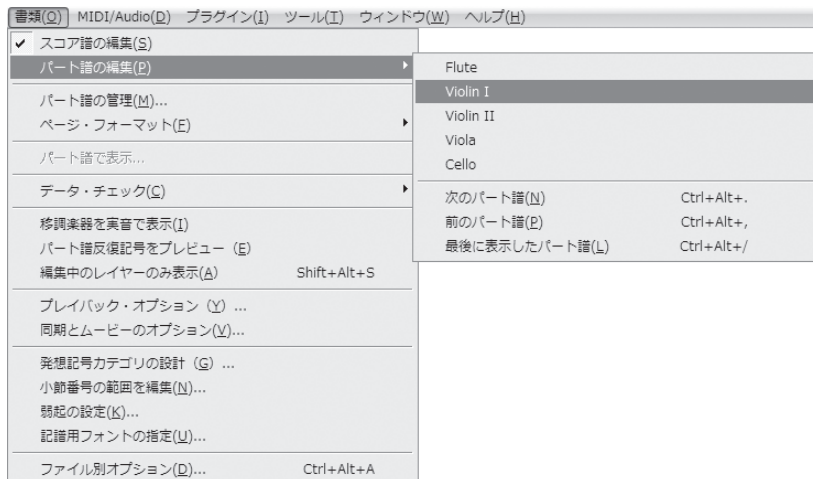 書類(O) MIDI/Audio(D) プラグイン(I) ツール(T) ウィンドウ(W) ヘルプ(H)
スコア譜の編集(S)
パート譜の編集(P)
パート譜の管理(M)...
ページ・フォーマット(F)
パート譜で表示...
データ・チェック(C)
移調楽器を実音で表示(I)
パート譜反復記号をプレビュー (E)
編集中のレイヤーのみ表示(A) Shift+Alt+S
プレイバック・オプション (Y) ...
同期とムービーのオプション(V)...
発想記号カテゴリの設計 (G) ...
小節番号の範囲を編集(N)...
弱起の設定(K)...
記譜用フォントの指定(U)...
ファイル別オプション(D)... Ctrl+Alt+A
Flute
Violin I
Violin II
Viola
Cello
次のパート譜(N) Ctrl+Alt+.
前のパート譜(P) Ctrl+Alt+,
最後に表示したパート譜(L) Ctrl+Alt+/